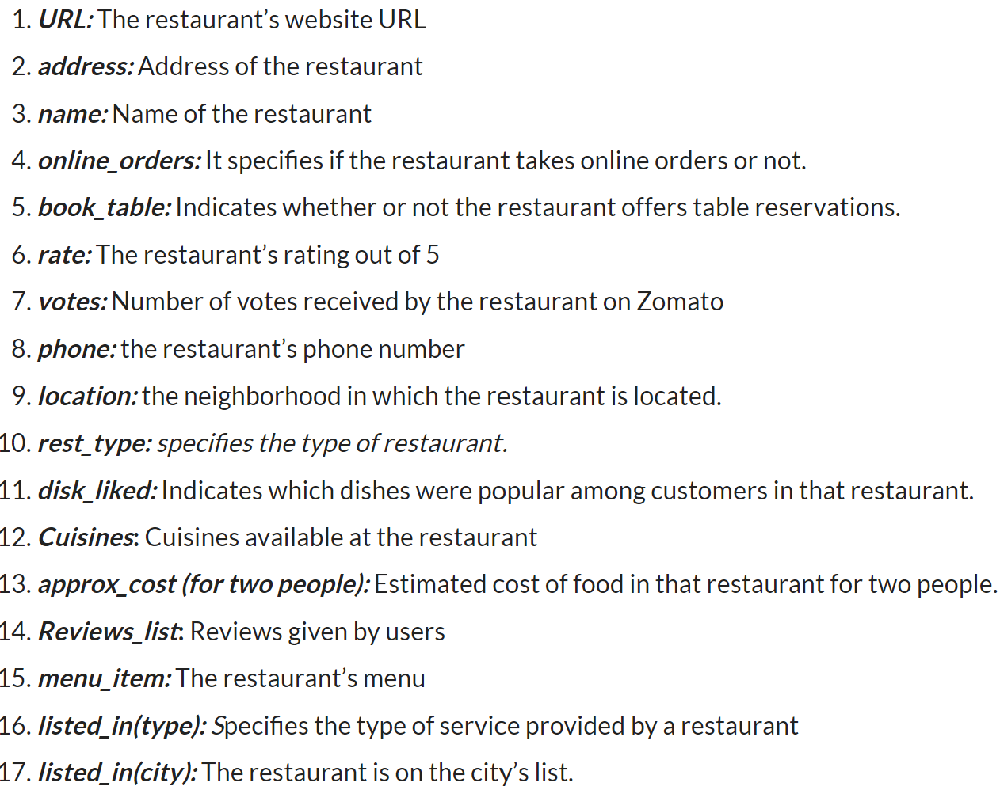 1. URL: The restaurant’s website URL
2. address: Address of the restaurant
3. name: Name of the restaurant
4. online_orders: It specifies if the restaurant takes online orders or not.
5. book_table: Indicates whether or not the restaurant offers table reservations.
6. rate: The restaurant’s rating out of 5
7. votes: Number of votes received by the restaurant on Zomato
8. phone: the restaurant’s phone number
9. location: the neighborhood in which the restaurant is located.
10. rest_type: specifies the type of restaurant.
11. disk_liked: Indicates which dishes were popular among customers in that restaurant.
12. Cuisines: Cuisines available at the restaurant
13. approx_cost (for two people): Estimated cost of food in that restaurant for two people.
14. Reviews_list: Reviews given by users
15. menu_item: The restaurant’s menu
16. listed_in(type): Specifies the type of service provided by a restaurant
17. listed_in(city): The restaurant is on the city’s list.